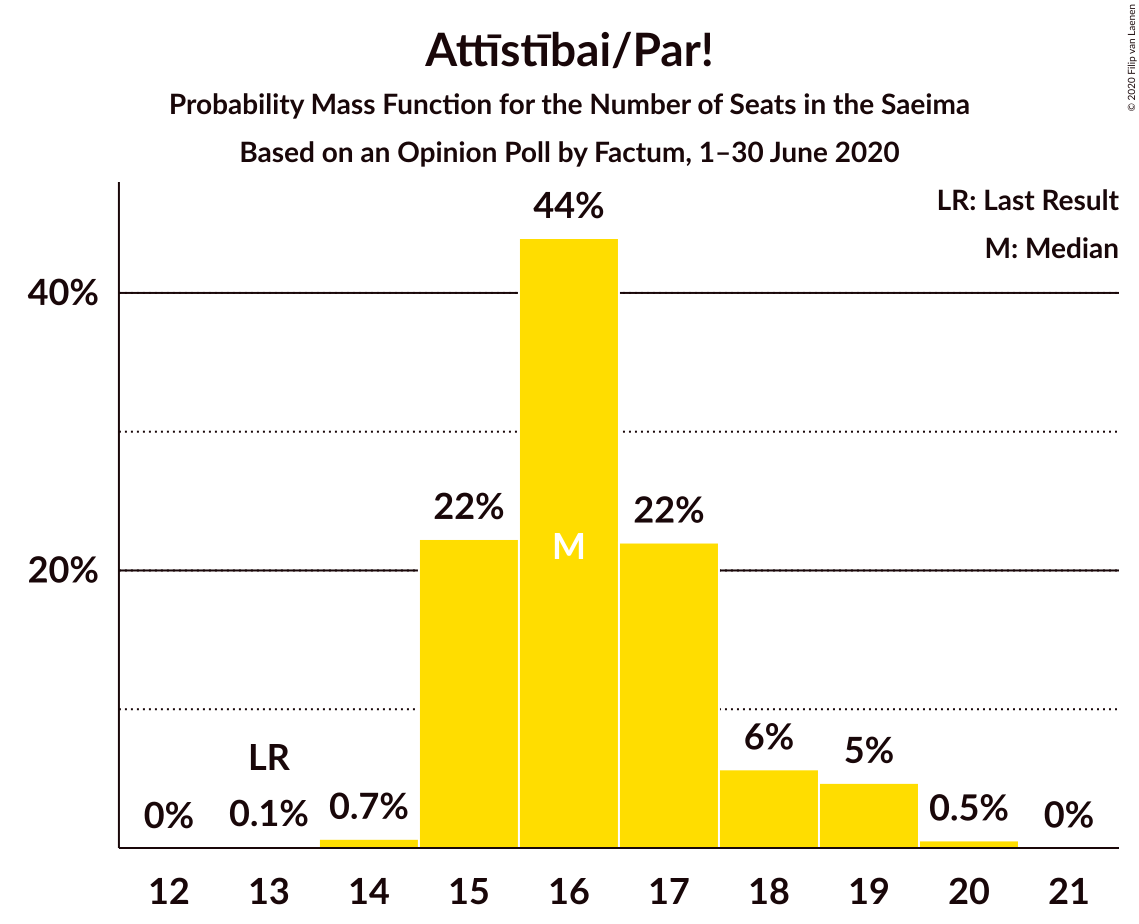 Attīstībai/Par!
Probability Mass Function for the Number of Seats in the Saeima
Based on an Opinion Poll by Factum, 1–30 June 2020
© 2020 Filip van Laenen
LR: Last Result
M: Median
44%
40%
22%
22%
M
20%
6%
5%
LR
0%
0.1%
0.7%
0.5%
0%
12 13 14 15 16 17 18 19 20 21